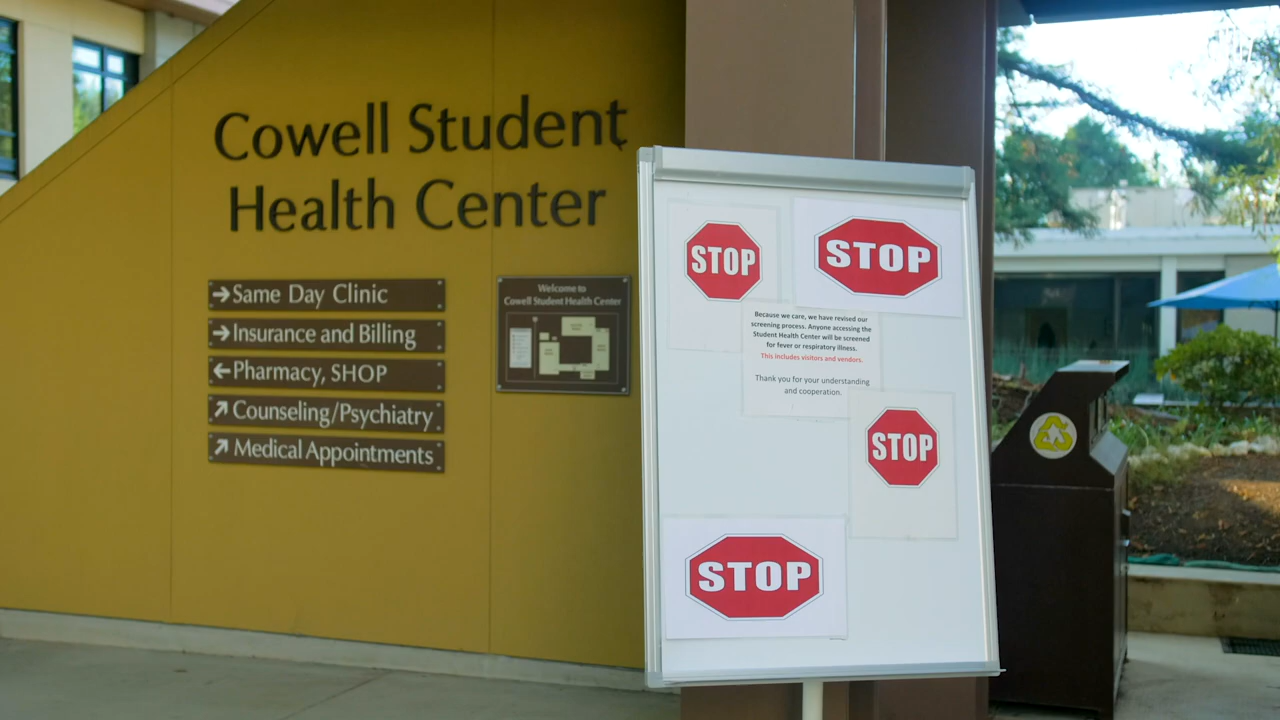 Cowell Student
Health Center
→Same Day Clinic
→Insurance and Billing
←Pharmacy, SHOP
↗Counseling/Psychiatry
↗Medical Appointments
Welcome to
Cowell Student Health Center
STOP
STOP
Because we care, we have revised our
screening process. Anyone accessing the
Student Health Center will be screened
for fever or respiratory illness.
This includes visitors and vendors.
Thank you for your understanding
and cooperation.
STOP
STOP